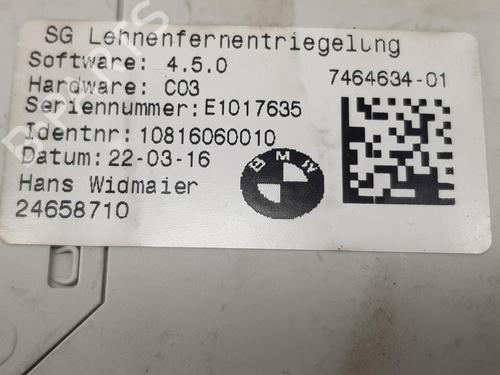 SG Lehnenfernentriegelung
Software: 4.5.0
7464634-01
Hardware: C03
Seriennummer: E1017635
Identnr: 10816060010
Datum: 22-03-16
BMW
Hans Widmaier
24658710